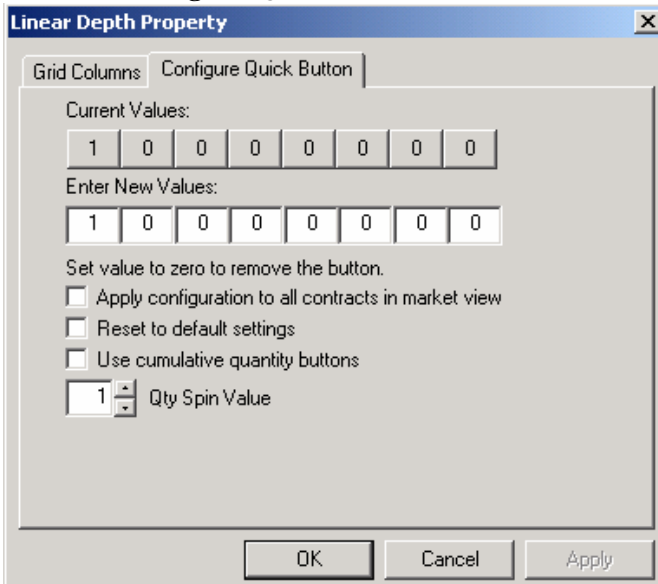 Linear Depth Property
Grid Columns Configure Quick Button
Current Values:
1 0 0 0 0 0 0 0
Enter New Values:
1 0 0 0 0 0 0 0
Set value to zero to remove the button.
Apply configuration to all contracts in market view
Reset to default settings
Use cumulative quantity buttons
1 Qty Spin Value
OK Cancel Apply